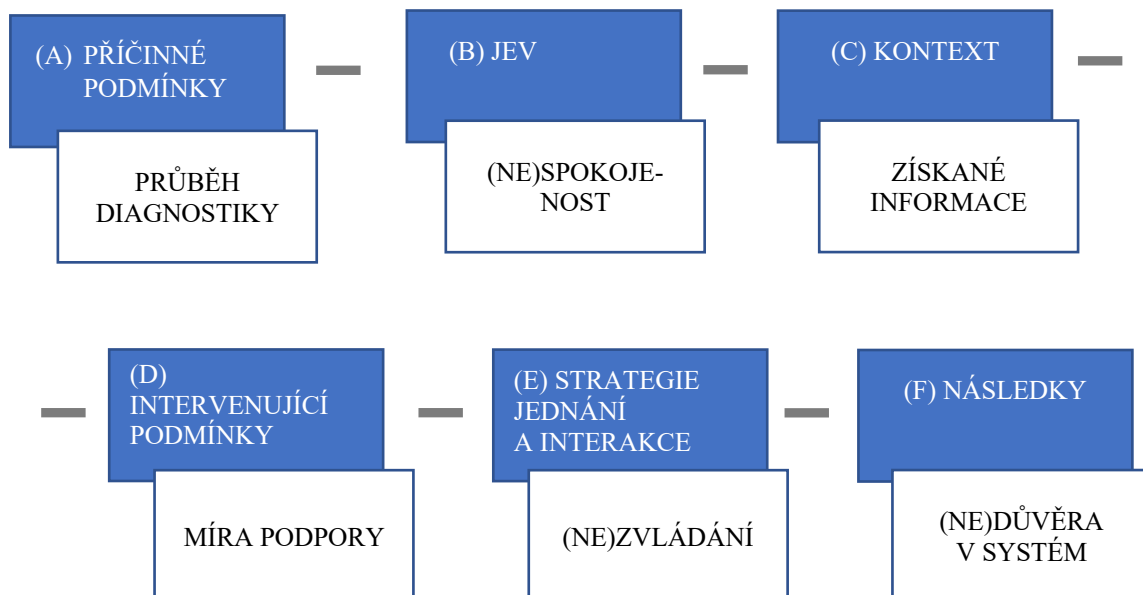 (A) PŘÍČINNÉ
PODMÍNKY
PRŮBĚH
DIAGNOSTIKY
(B) JEV
(NE)SPOKOJE-
NOST
(C) KONTEXT
ZÍSKANÉ
INFORMACE
(D)
INTERVENUJÍCÍ
PODMÍNKY
MÍRA PODPORY
(E) STRATEGIE
JEDNÁNÍ
A INTERAKCE
(NE)ZVLÁDÁNÍ
(F) NÁSLEDKY
(NE)DŮVĚRA
V SYSTÉM